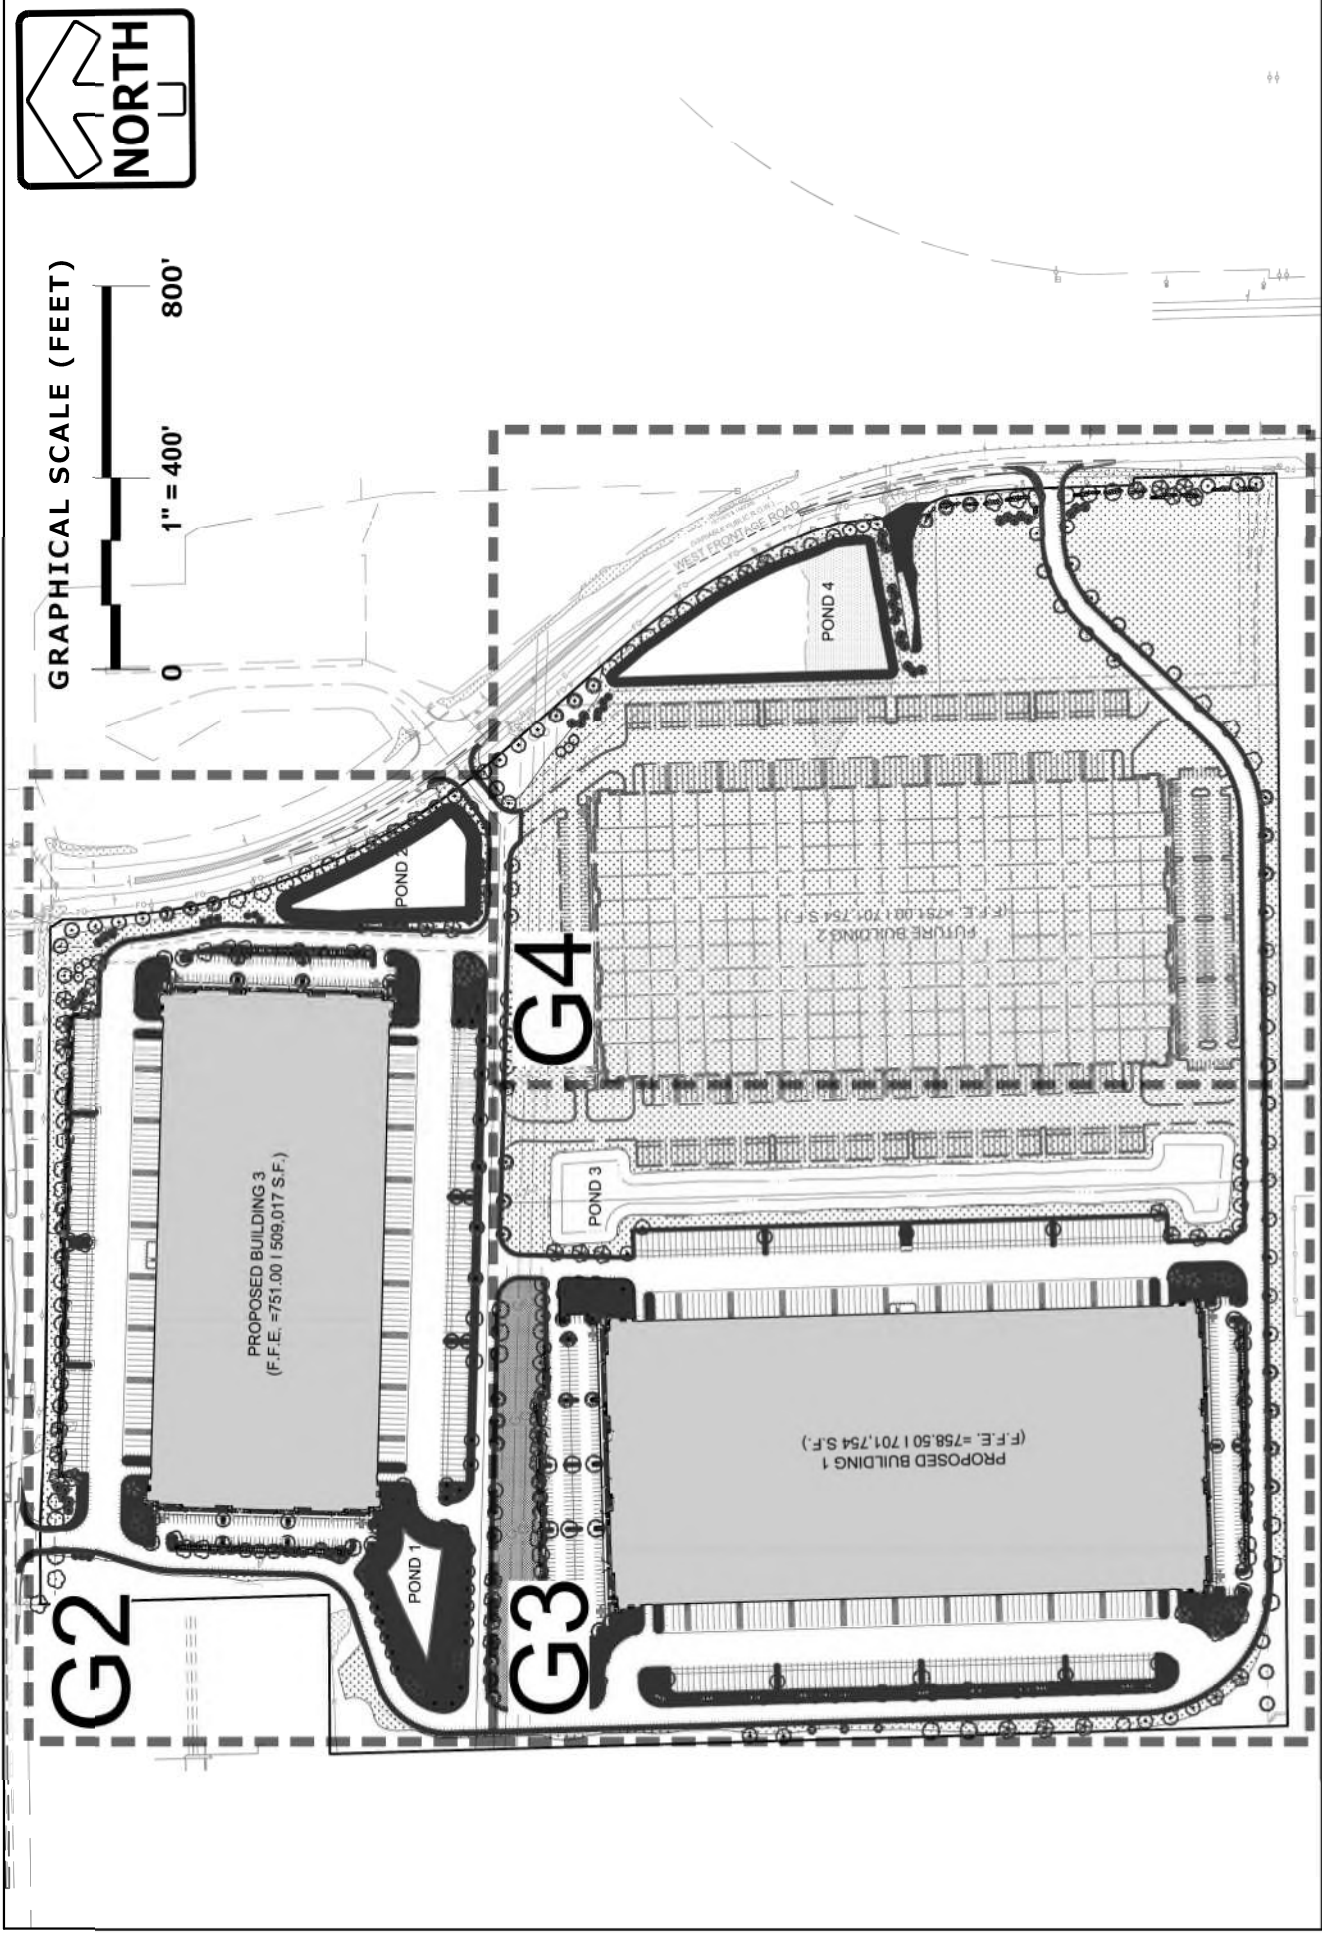 NORTH
GRAPHICAL SCALE (FEET)
0
1" = 400'
800'
WEST FRONTAGE ROAD
POND 4
POND 2
G4
FUTURE BUILDING 2
(F.F.E. =751.00 | 701,754 S.F.)
PROPOSED BUILDING 3
(F.F.E. =751.00 | 509,017 S.F.)
POND 3
PROPOSED BUILDING 1
(F.F.E. =758.50 | 701,754 S.F.)
POND 1
G2
G3